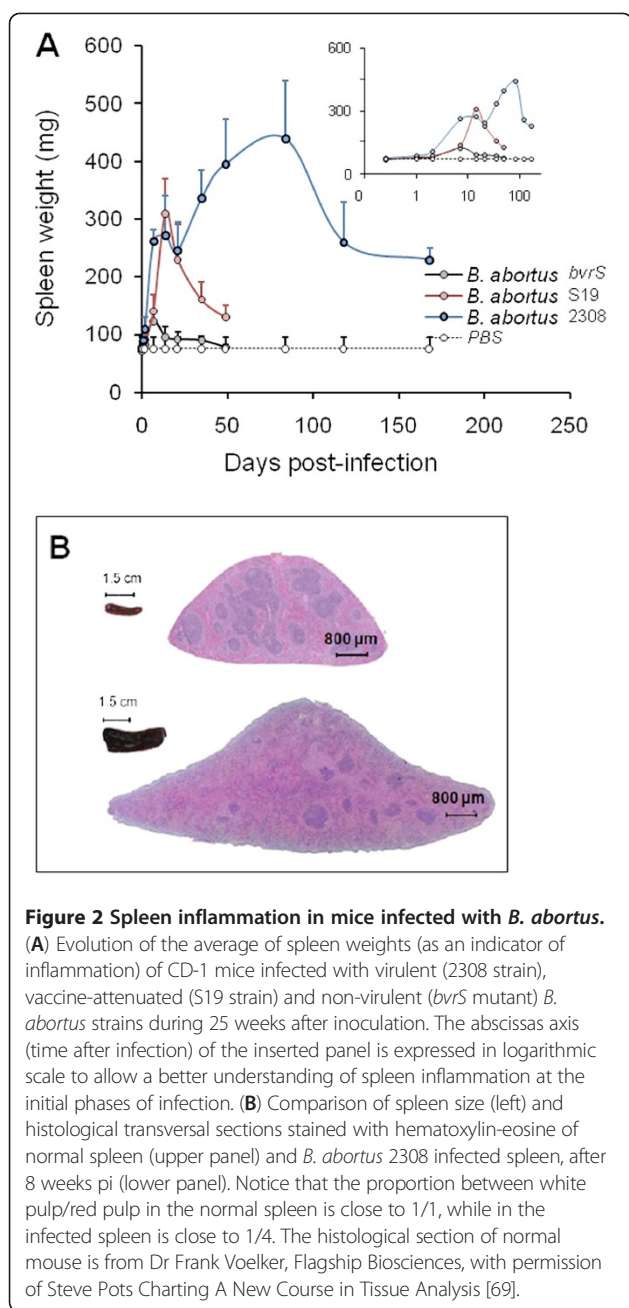 A
600
500
400
300
200
100
0
Spleen weight (mg)
0 50 100 150 200 250
Days post-infection
600
300
0
0 1 10 100
B. abortus bvrS
B. abortus S19
B. abortus 2308
PBS
B
1.5 cm
800 µm
1.5 cm
800 µm
Figure 2 Spleen inflammation in mice infected with B. abortus.
(A) Evolution of the average of spleen weights (as an indicator of
inflammation) of CD-1 mice infected with virulent (2308 strain),
vaccine-attenuated (S19 strain) and non-virulent (bvrS mutant) B.
abortus strains during 25 weeks after inoculation. The abscissas axis
(time after infection) of the inserted panel is expressed in logarithmic
scale to allow a better understanding of spleen inflammation at the
initial phases of infection. (B) Comparison of spleen size (left) and
histological transversal sections stained with hematoxylin-eosine of
normal spleen (upper panel) and B. abortus 2308 infected spleen, after
8 weeks pi (lower panel). Notice that the proportion between white
pulp/red pulp in the normal spleen is close to 1/1, while in the
infected spleen is close to 1/4. The histological section of normal
mouse is from Dr Frank Voelker, Flagship Biosciences, with permission
of Steve Pots Charting A New Course in Tissue Analysis [69].